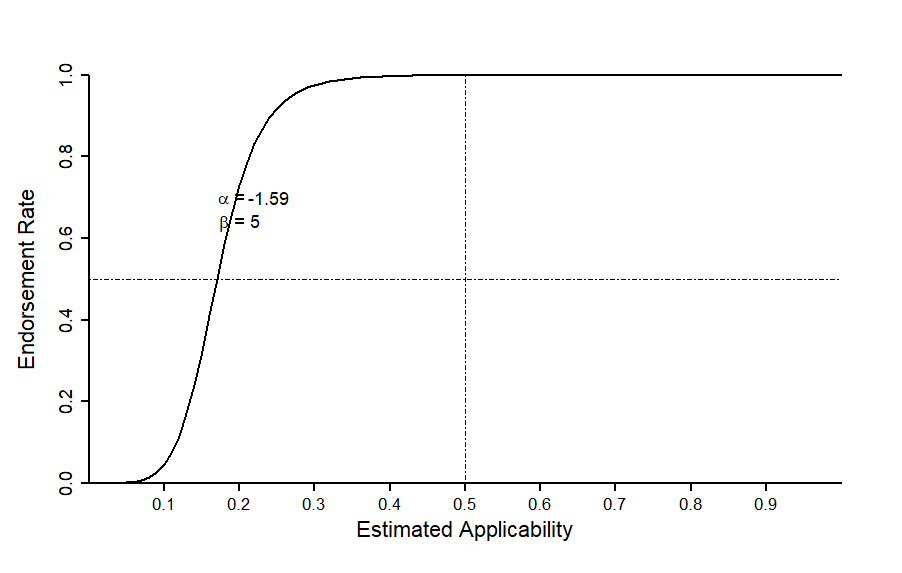 1.0
0.8
0.6
0.4
0.2
0.0
Endorsement Rate
α = -1.59
β = 5
0.1 0.2 0.3 0.4 0.5 0.6 0.7 0.8 0.9
Estimated Applicability